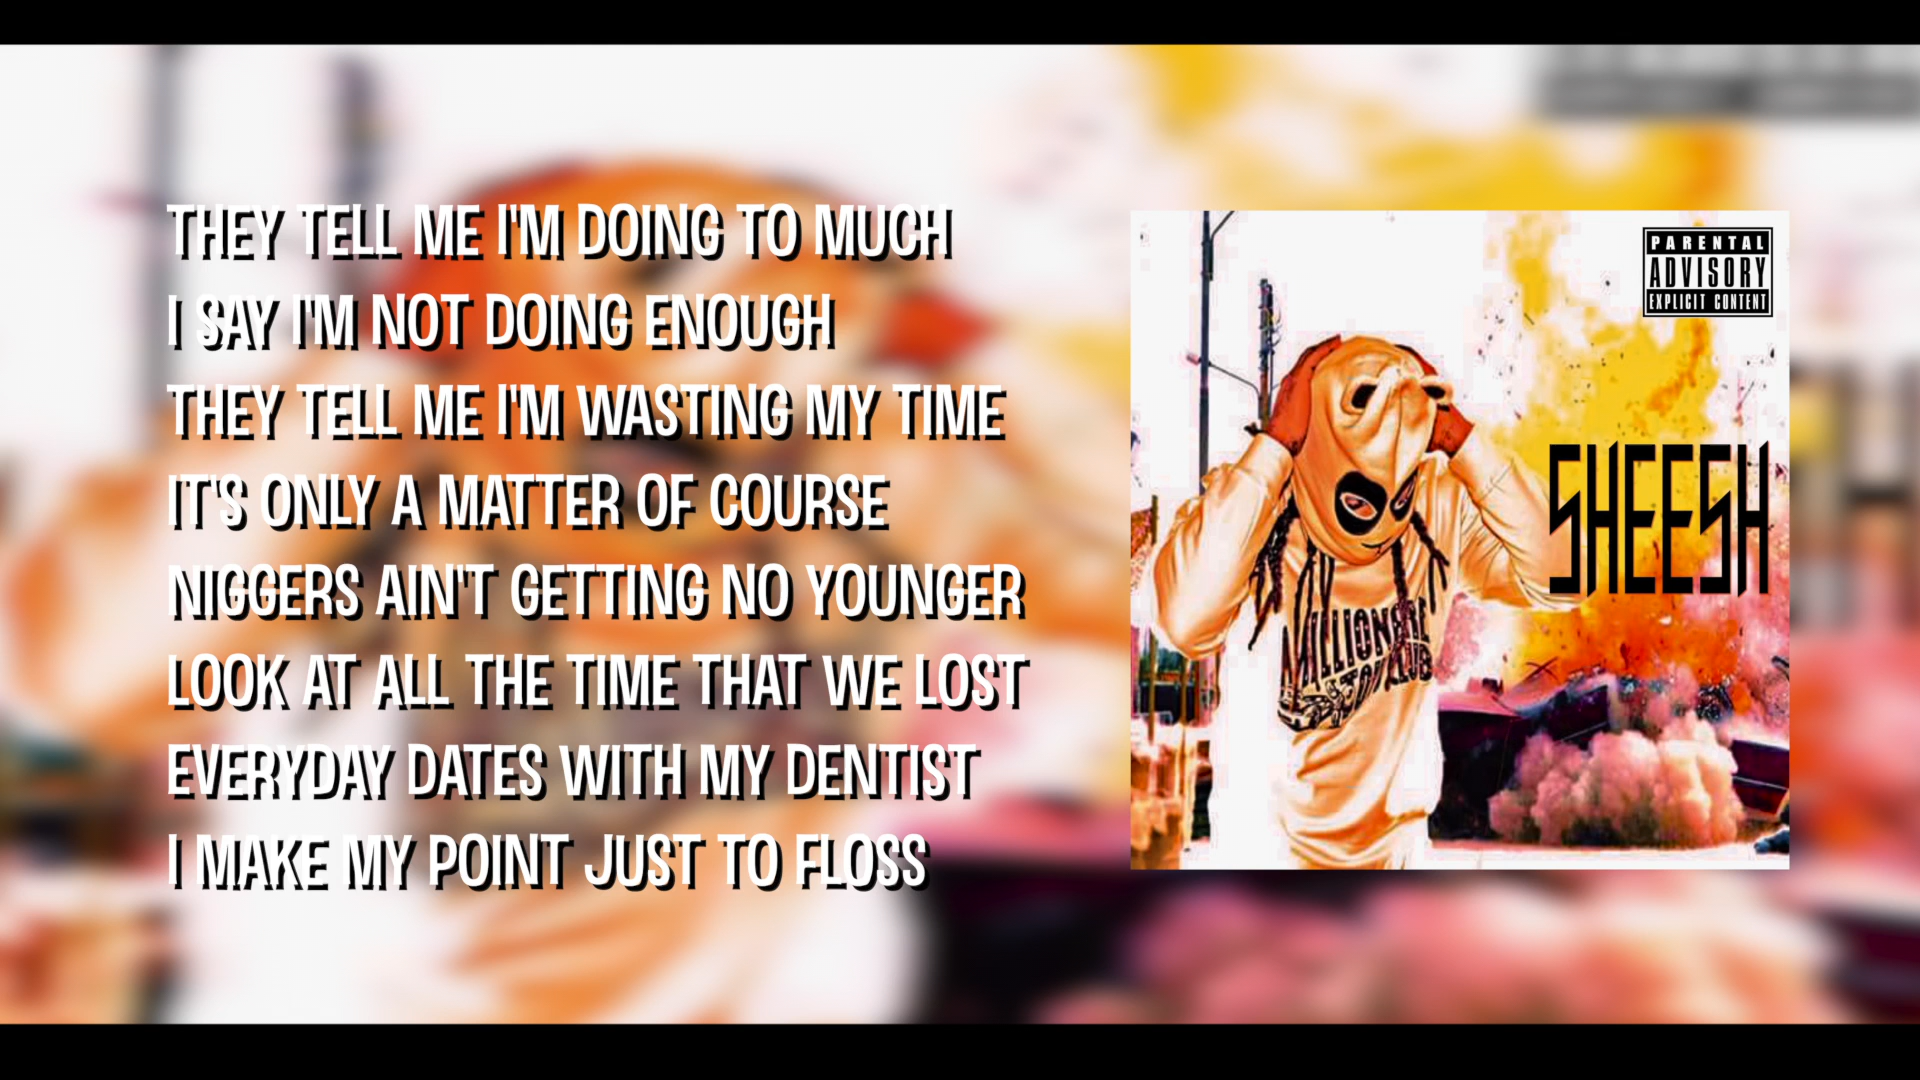 THEY TELL ME I'M DOING TO MUCH
I SAY I'M NOT DOING ENOUGH
THEY TELL ME I'M WASTING MY TIME
IT'S ONLY A MATTER OF COURSE
NIGGERS AIN'T GETTING NO YOUNGER
LOOK AT ALL THE TIME THAT WE LOST
EVERYDAY DATES WITH MY DENTIST
I MAKE MY POINT JUST TO FLOSS
PARENTAL
ADVISORY
EXPLICIT CONTENT
SHEESH
MILLIONAIRE